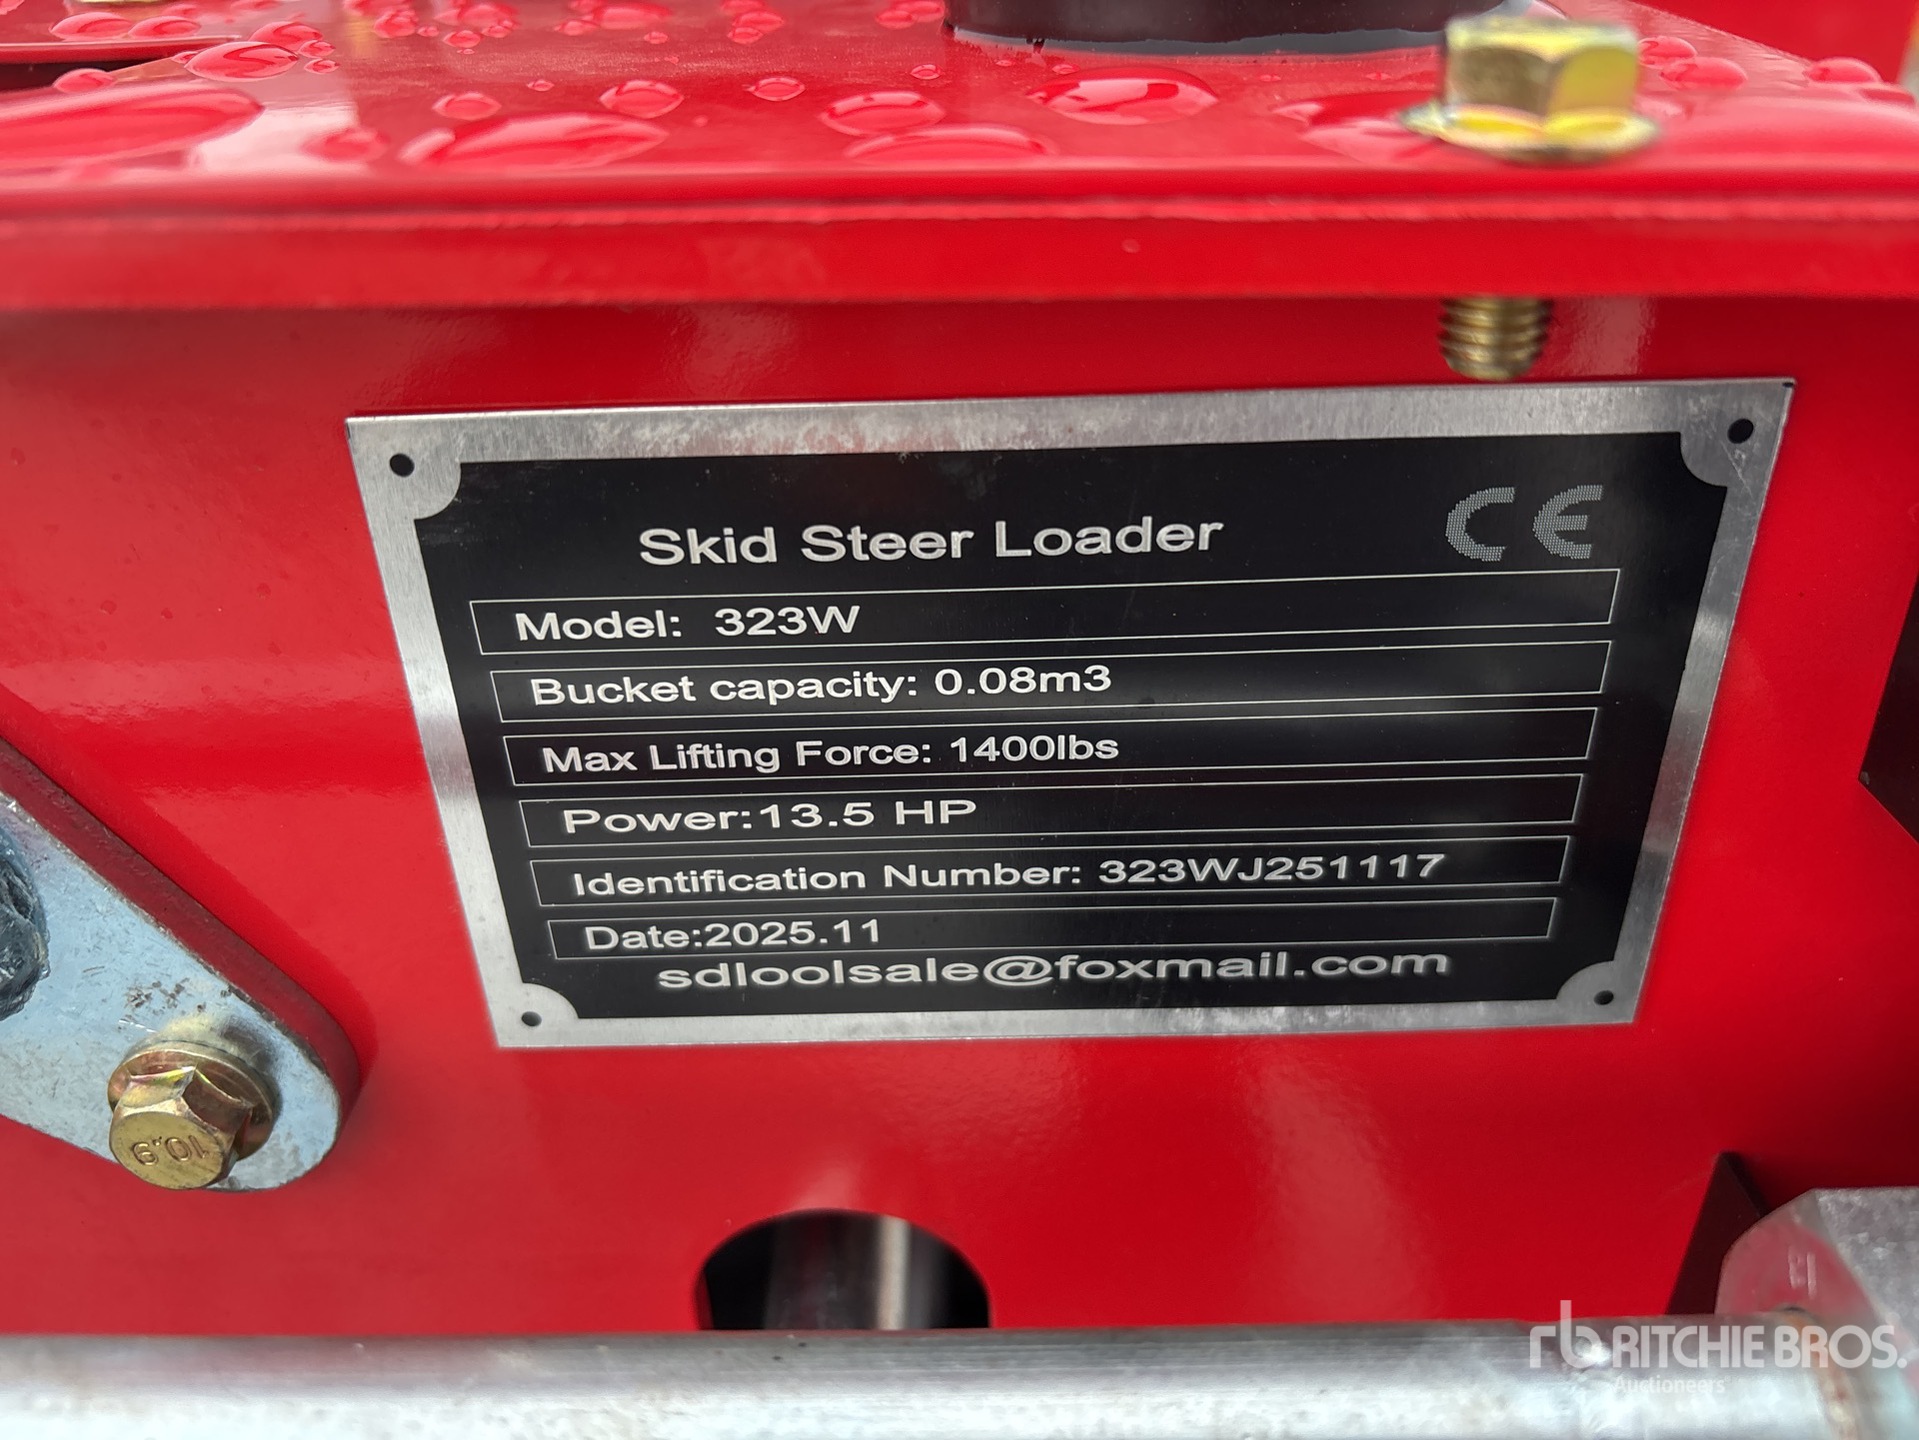 Skid Steer Loader CE
Model: 323W
Bucket capacity: 0.08m3
Max Lifting Force: 1400lbs
Power:13.5 HP
Identification Number: 323WJ251117
Date:2025.11
sdloolsale@foxmail.com
10.9
rb RITCHIE BROS.
Auctioneers